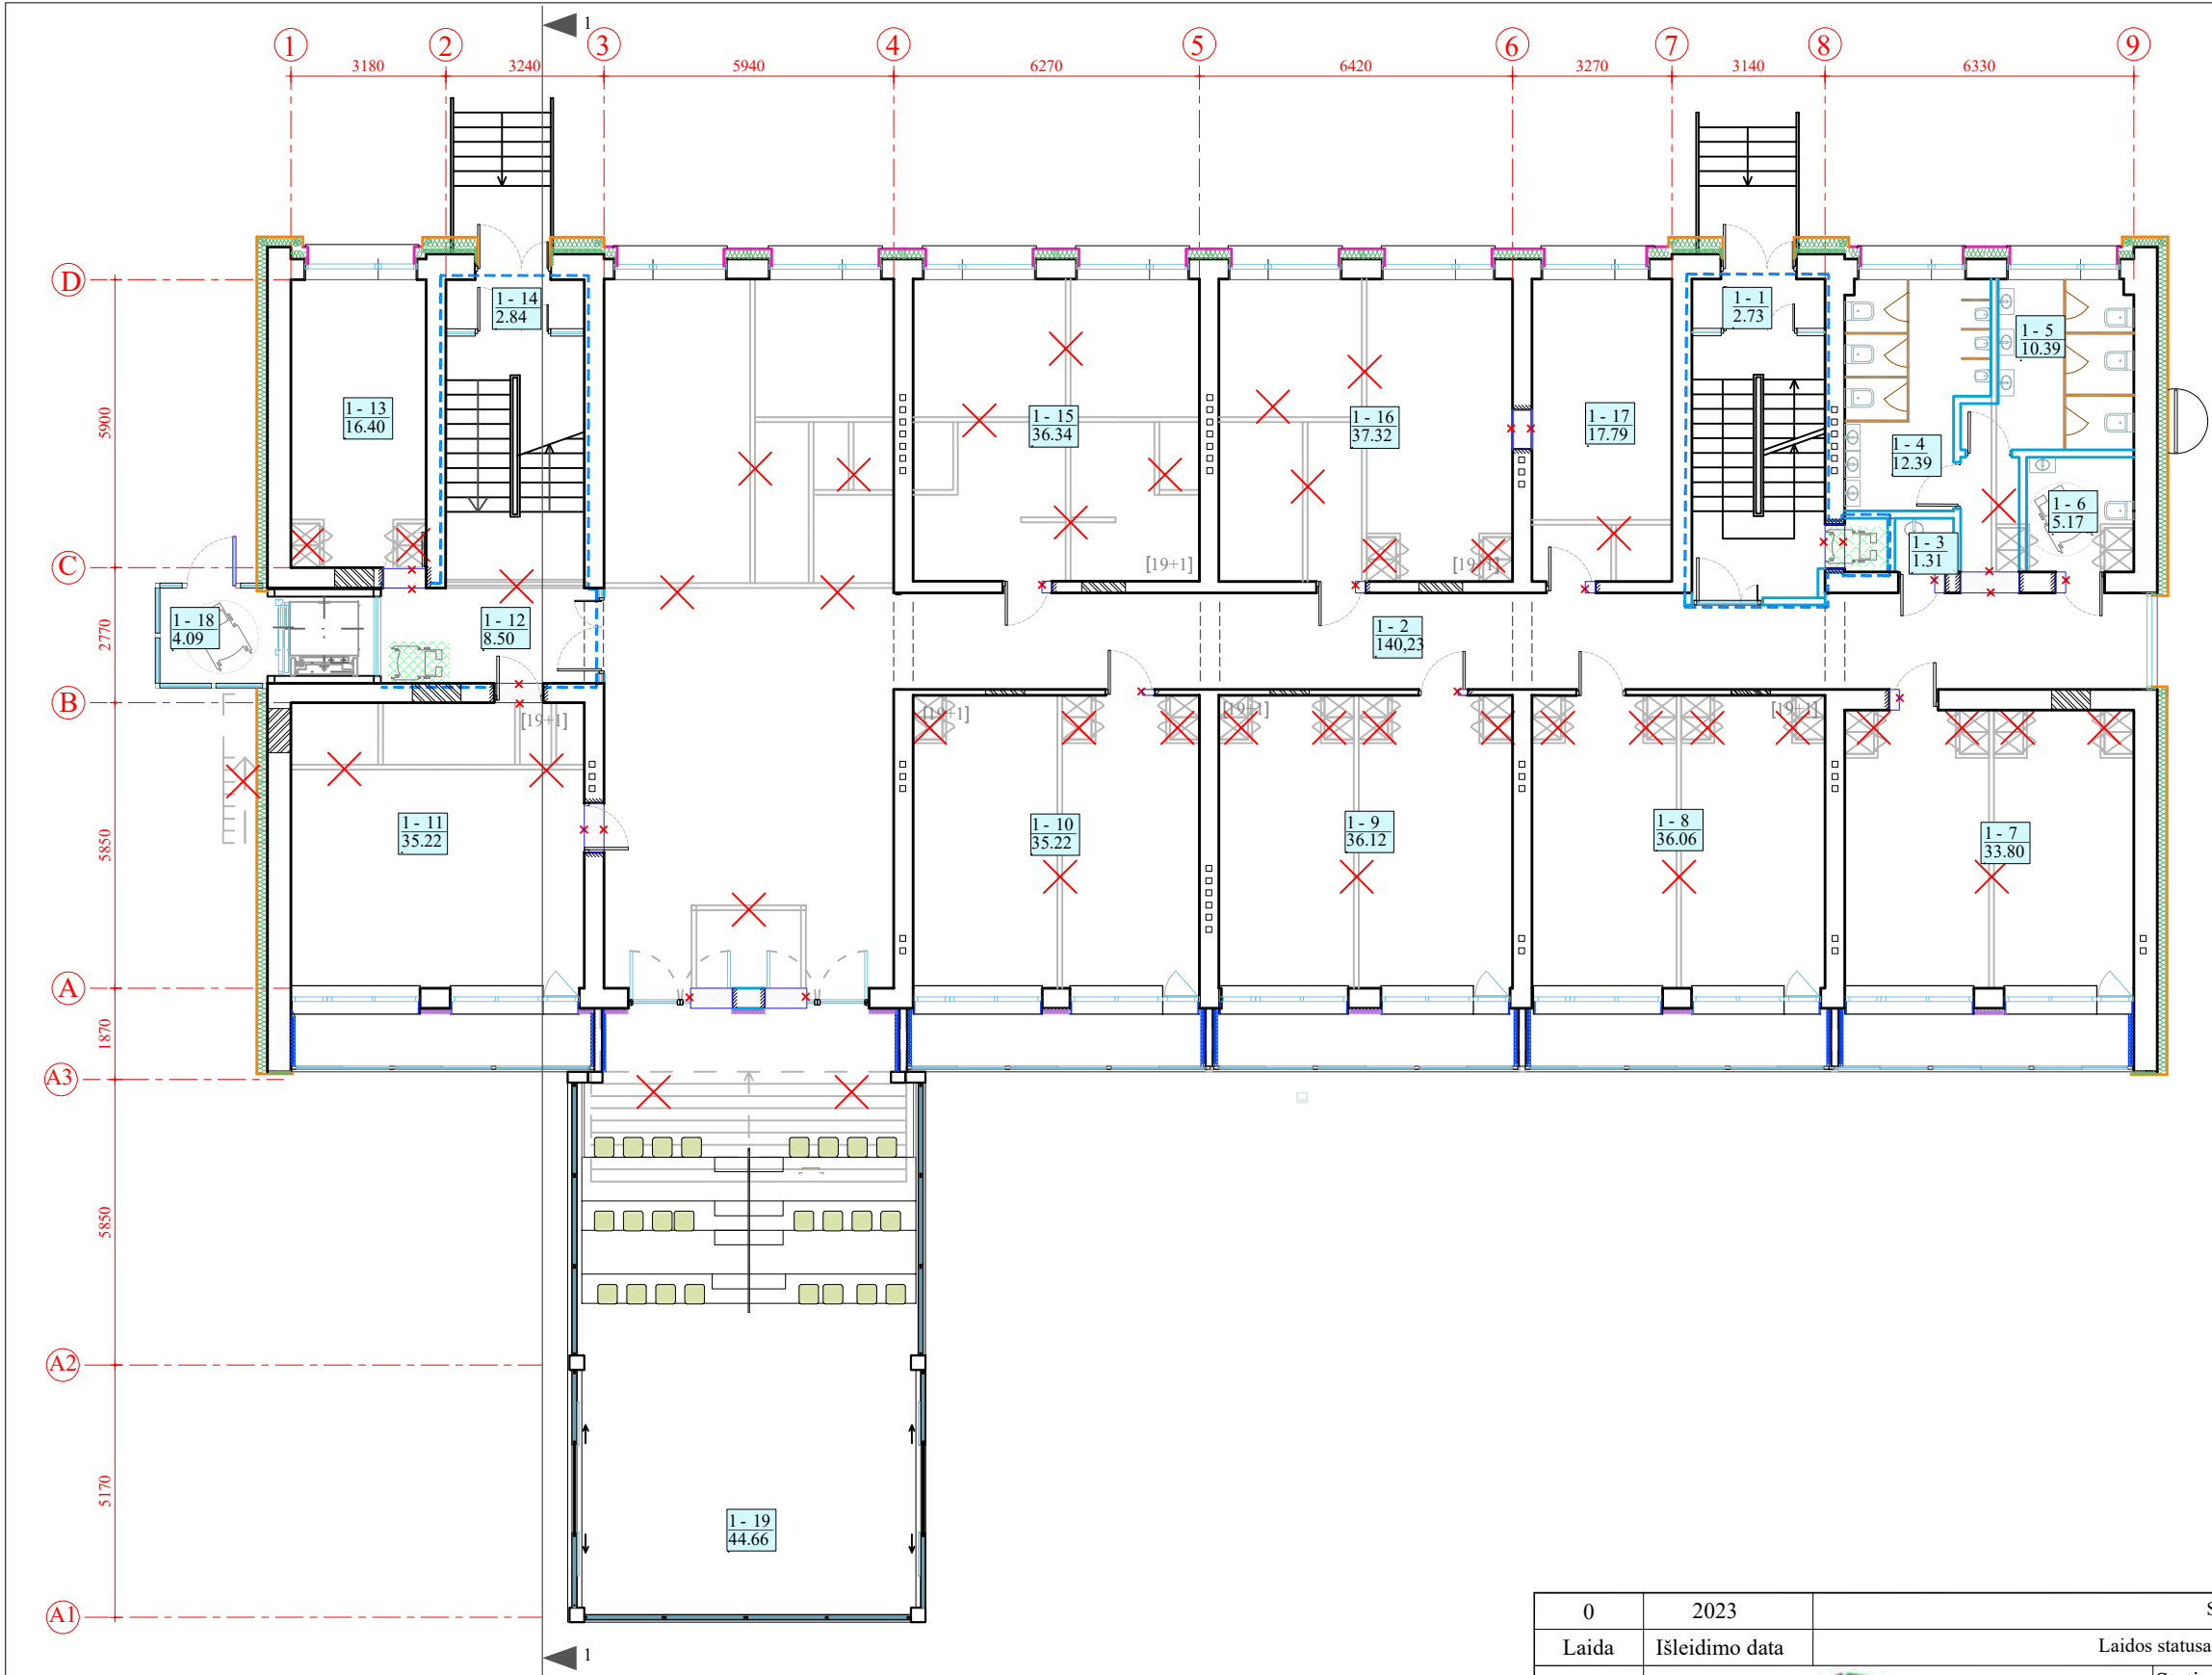 1
1 2 3 4 5 6 7 8 9
3180 3240 5940 6270 6420 3270 3140 6330
D
1 - 14
2.84
1 - 1
2.73
1 - 5
10.39
5900
1 - 13
16.40
1 - 15
36.34
1 - 16
37.32
1 - 17
17.79
1 - 4
12.39
1 - 6
5.17
1 - 3
1.31
C
[19+1]
[19+1]
2770
1 - 18
4.09
1 - 12
8.50
1 - 2
140,23
B
[19+1]
[19+1]
[19+1]
[19+1]
5850
1 - 11
35.22
1 - 10
35.22
1 - 9
36.12
1 - 8
36.06
1 - 7
33.80
A
1870
A3
5850
A2
5170
1 - 19
44.66
A1
1
0 2023
Laida Išleidimo data Laidos statusa